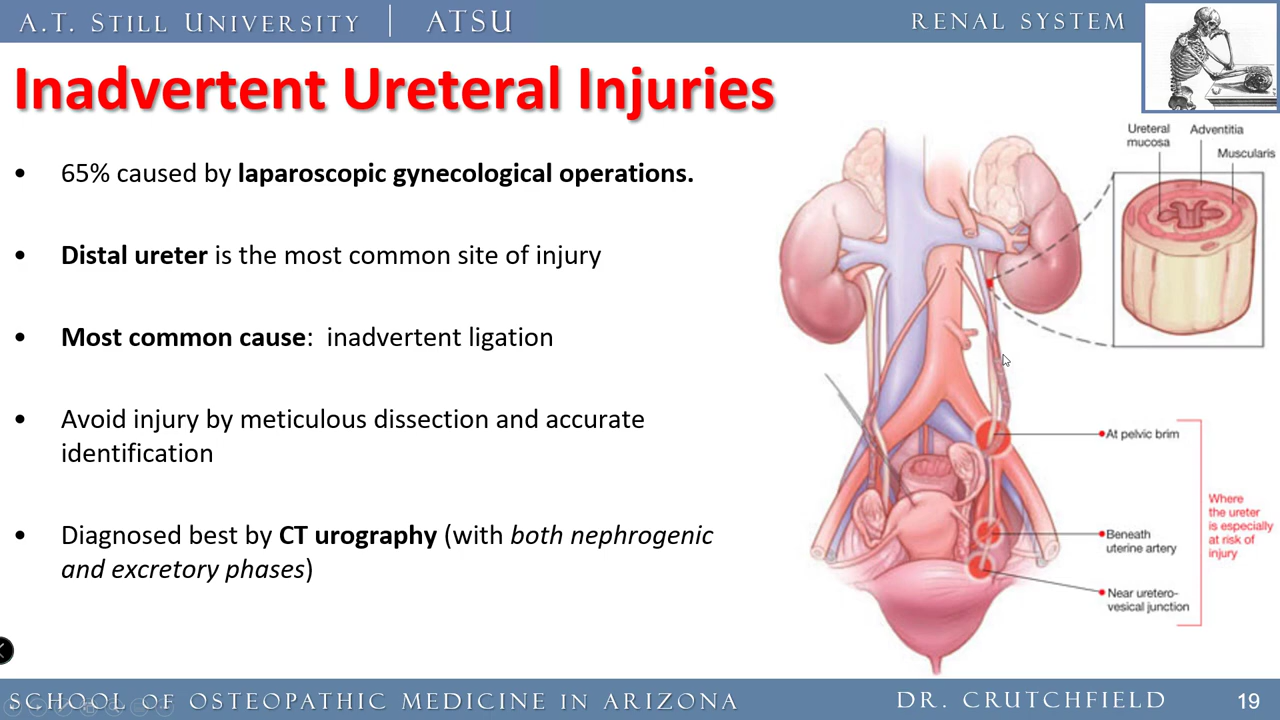 A.T. STILL UNIVERSITY | ATSU
RENAL SYSTEM
Inadvertent Ureteral Injuries
• 65% caused by laparoscopic gynecological operations.
• Distal ureter is the most common site of injury
• Most common cause: inadvertent ligation
• Avoid injury by meticulous dissection and accurate
identification
• Diagnosed best by CT urography (with both nephrogenic
and excretory phases)
Ureteral
mucosa
Adventitia
Muscularis
At pelvic brim
Beneath
uterine artery
Near uretero-
vesical junction
Where
the ureter
is especially
at risk of
injury
SCHOOL OF OSTEOPATHIC MEDICINE IN ARIZONA
DR. CRUTCHFIELD
19